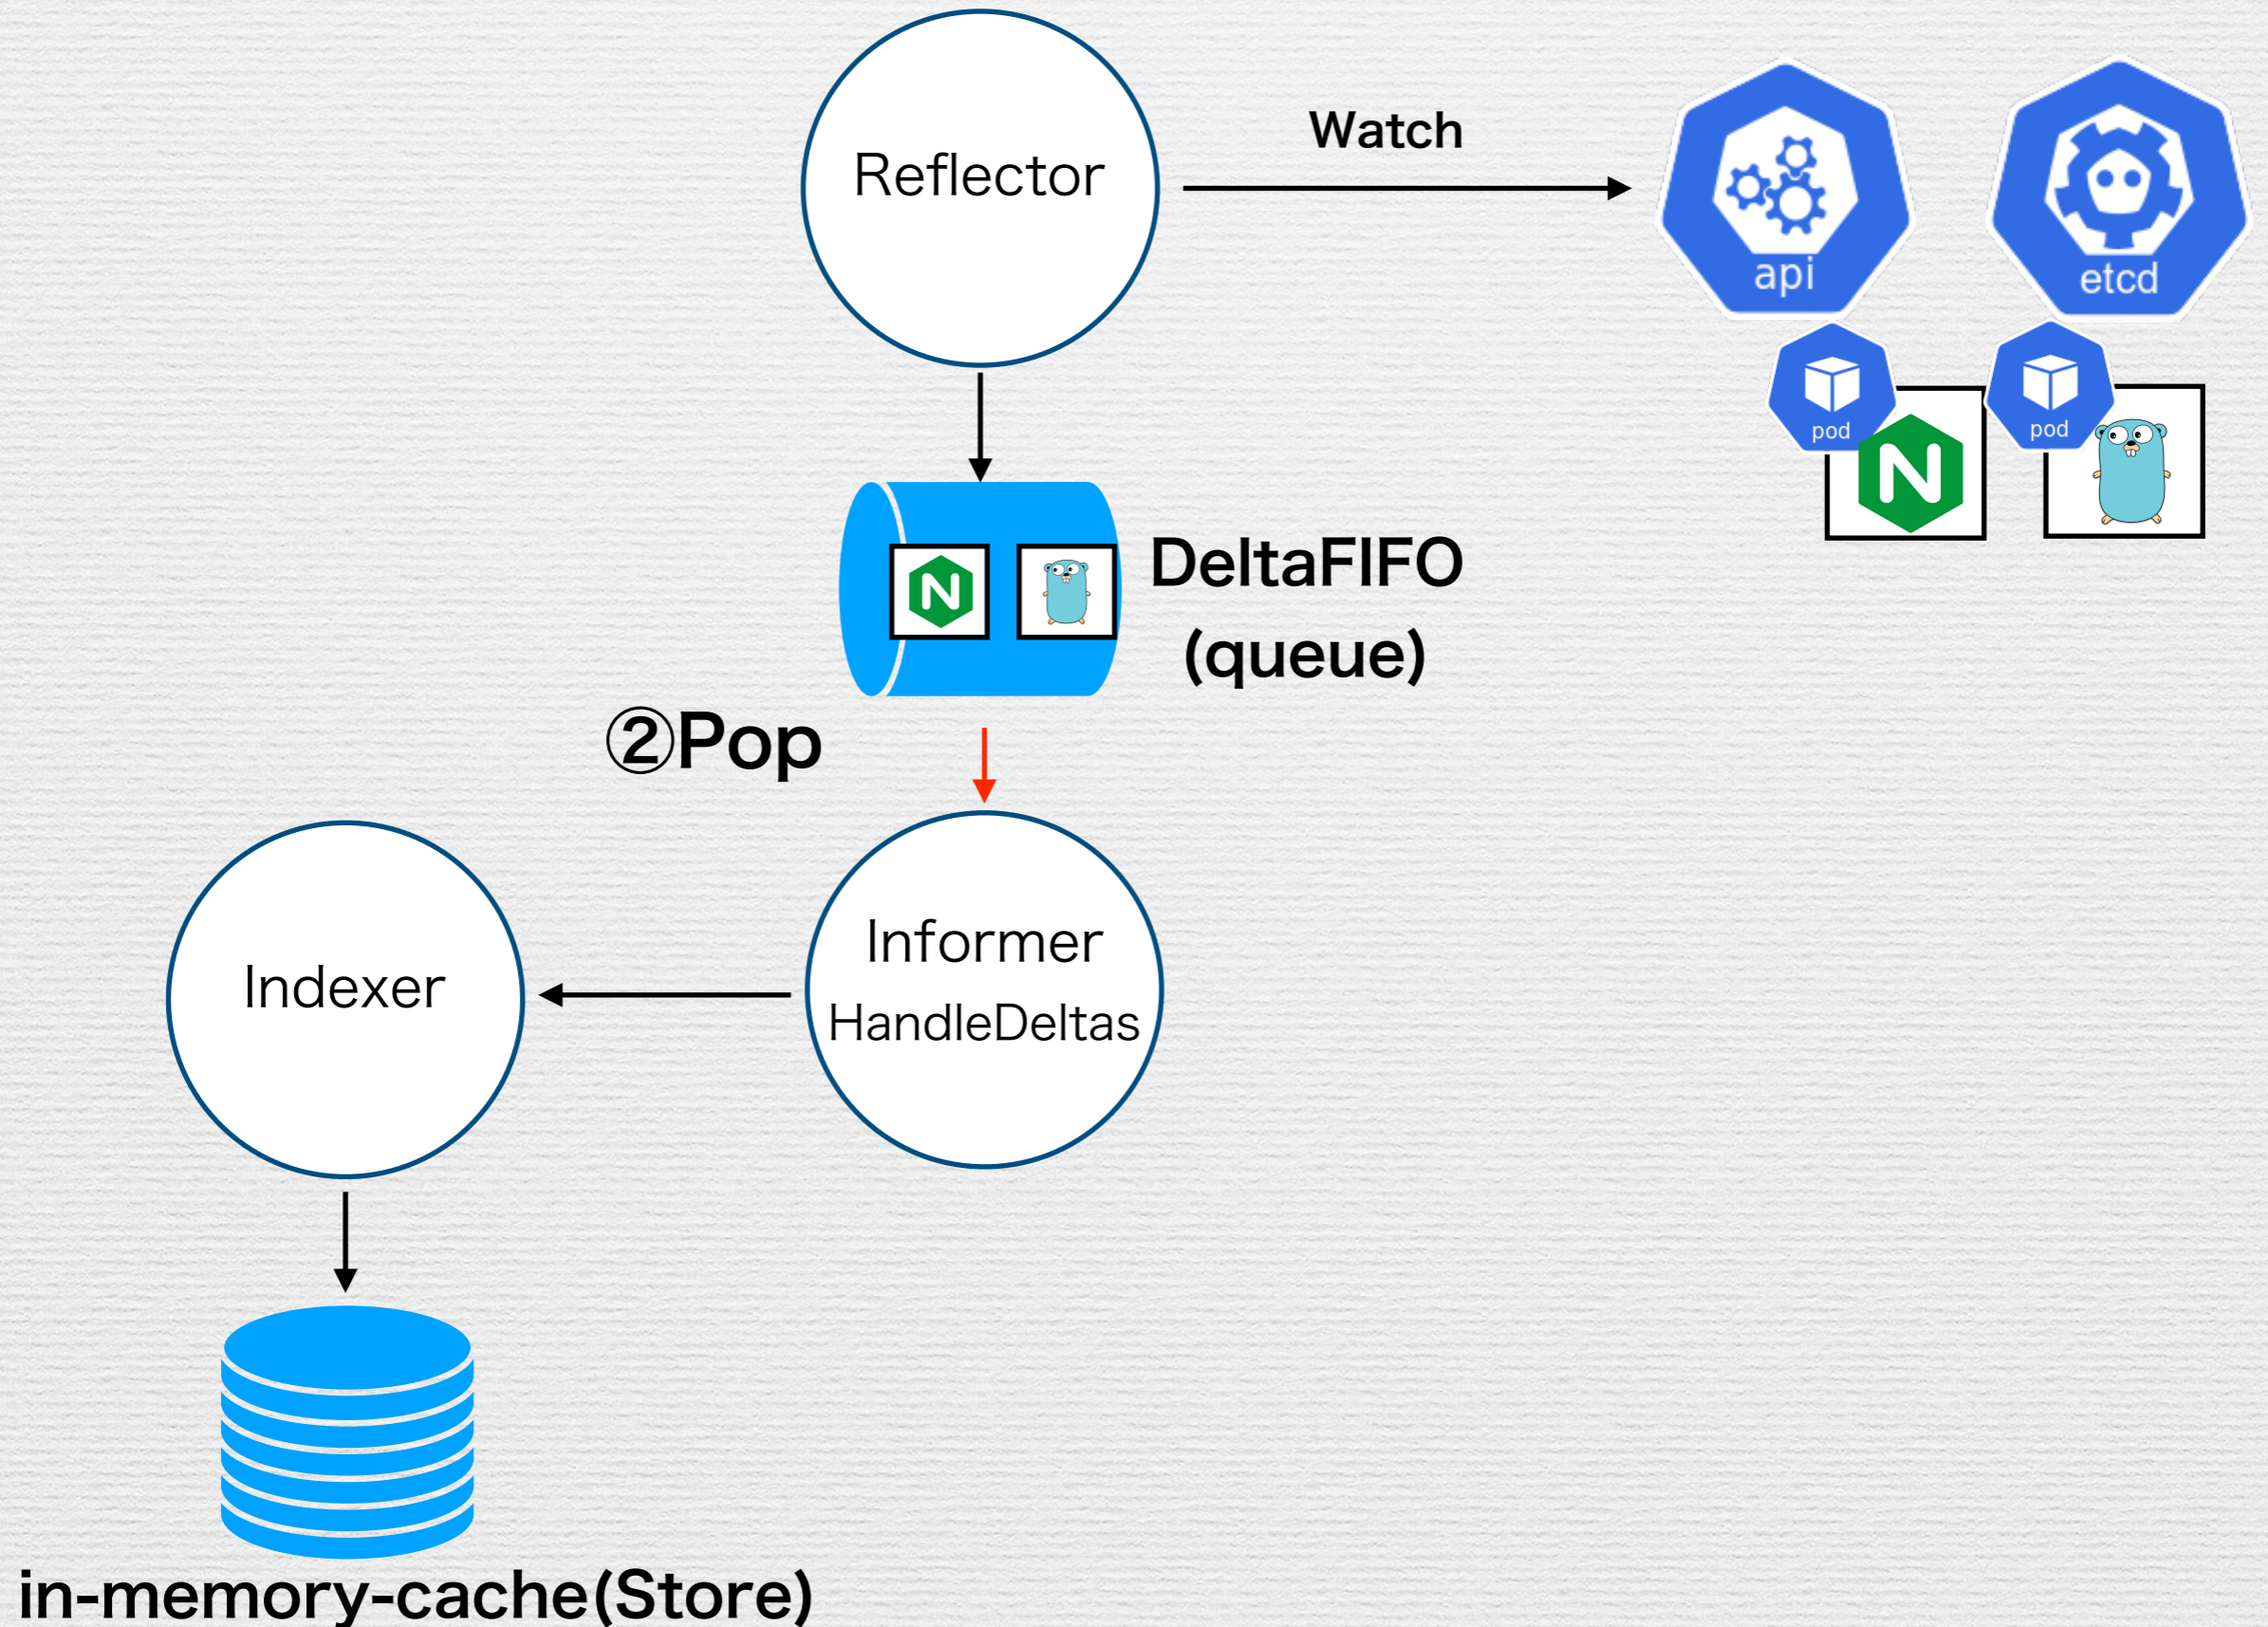 Reflector
Watch
api
etcd
pod
pod
N
N
DeltaFIFO
(queue)
②Pop
Informer
HandleDeltas
Indexer
in-memory-cache(Store)